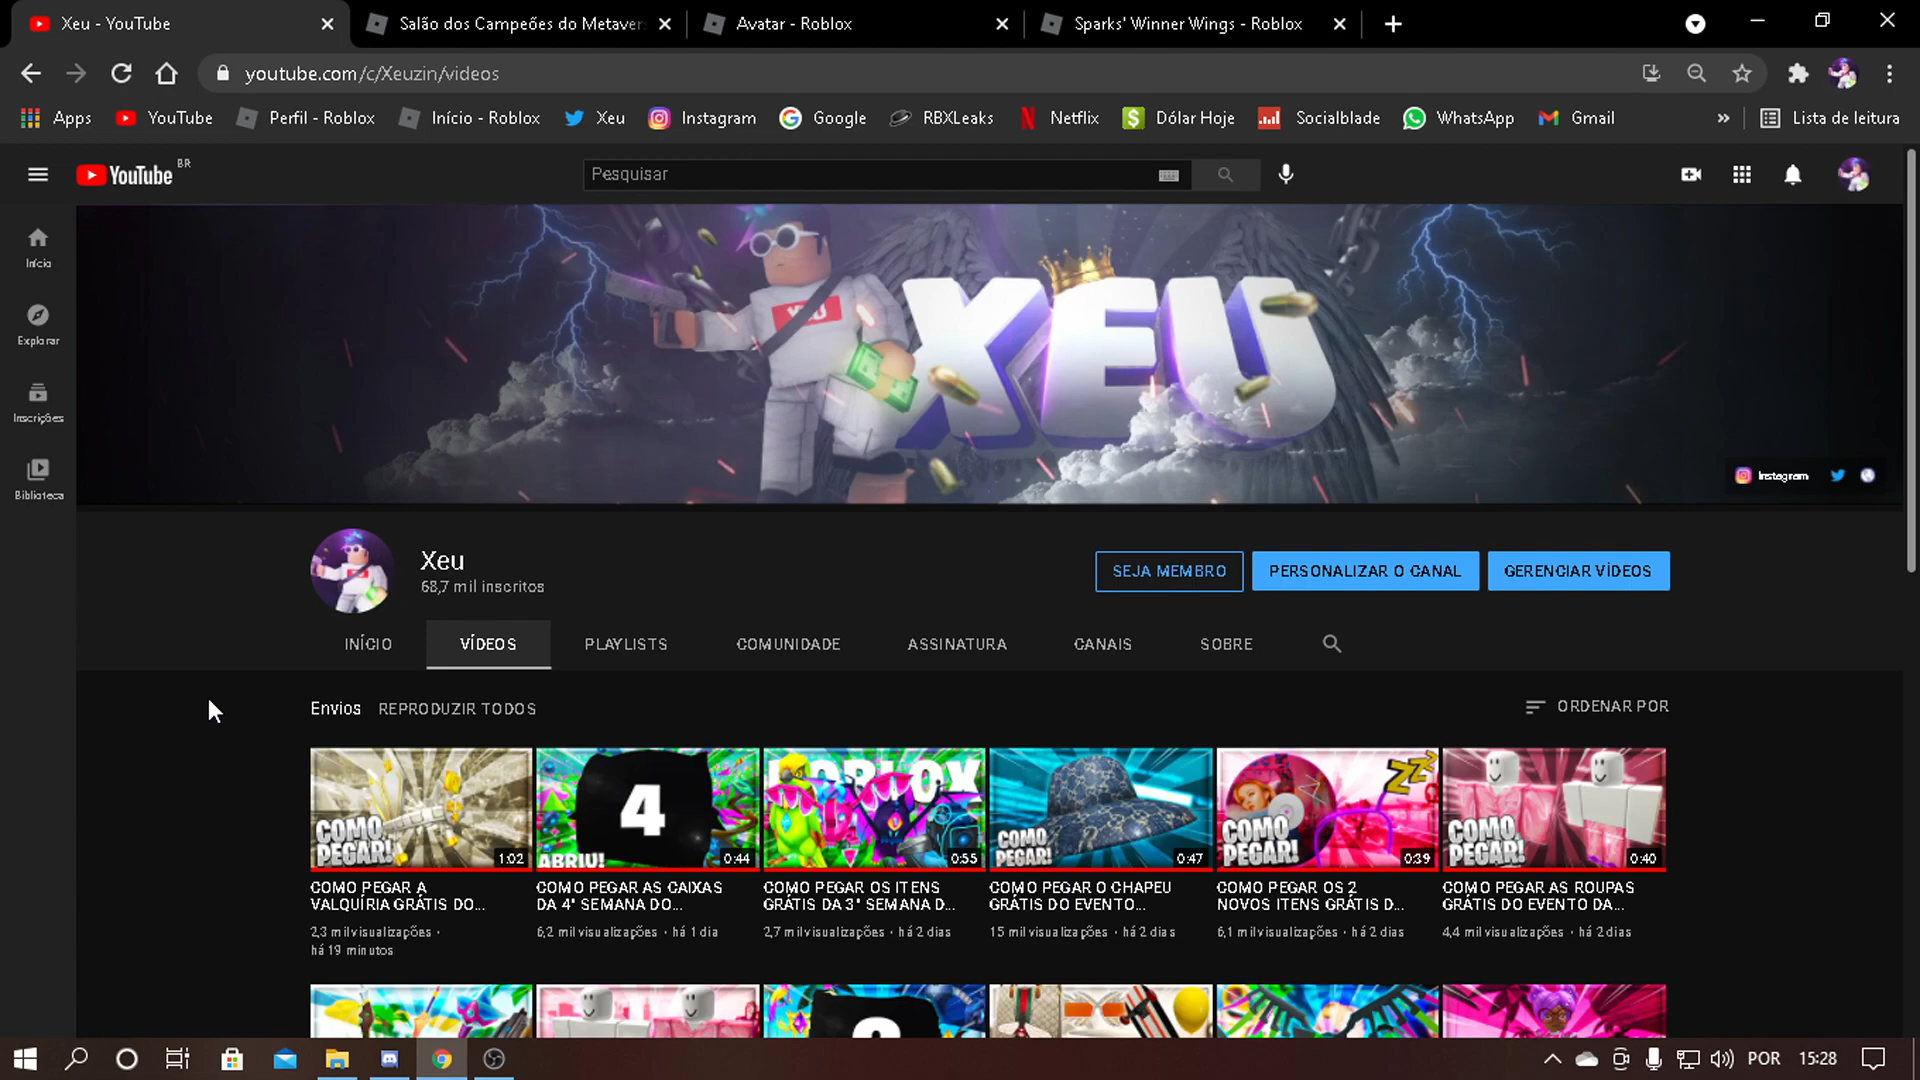 Xeu - YouTube
Salão dos Campeões do Metavers
Avatar - Roblox
Sparks' Winner Wings - Roblox
youtube.com/c/Xeuzin/videos
Apps
YouTube
Perfil - Roblox
Início - Roblox
Xeu
Instagram
Google
RBXLeaks
Netflix
Dólar Hoje
Socialblade
WhatsApp
Gmail
»
Lista de leitura
YouTube BR
Pesquisar
Início
Explorar
Inscrições
Biblioteca
XEU
XEU
Instagram
Xeu
68,7 mil inscritos
SEJA MEMBRO
PERSONALIZAR O CANAL
GERENCIAR VÍDEOS
INÍCIO
VÍDEOS
PLAYLISTS
COMUNIDADE
ASSINATURA
CANAIS
SOBRE
Envios
REPRODUZIR TODOS
ORDENAR POR
COMO PEGAR!
1:02
4
ABRIU!
0:44
ROBLOX
0:55
COMO PEGAR!
0:47
ZZZ
COMO PEGAR!
0:39
COMO PEGAR!
0:40
COMO PEGAR A
VALQUÍRIA GRÁTIS DO...
2,3 mil visualizações •
há 19 minutos
COMO PEGAR AS CAIXAS
DA 4ª SEMANA DO...
6,2 mil visualizações • há 1 dia
COMO PEGAR OS ITENS
GRÁTIS DA 3ª SEMANA D...
2,7 mil visualizações • há 2 dias
COMO PEGAR O CHAPEU
GRÁTIS DO EVENTO...
15 mil visualizações • há 2 dias
COMO PEGAR OS 2
NOVOS ITENS GRÁTIS D...
6,1 mil visualizações • há 2 dias
COMO PEGAR AS ROUPAS
GRÁTIS DO EVENTO DA...
4,4 mil visualizações • há 2 dias
POR
15:28